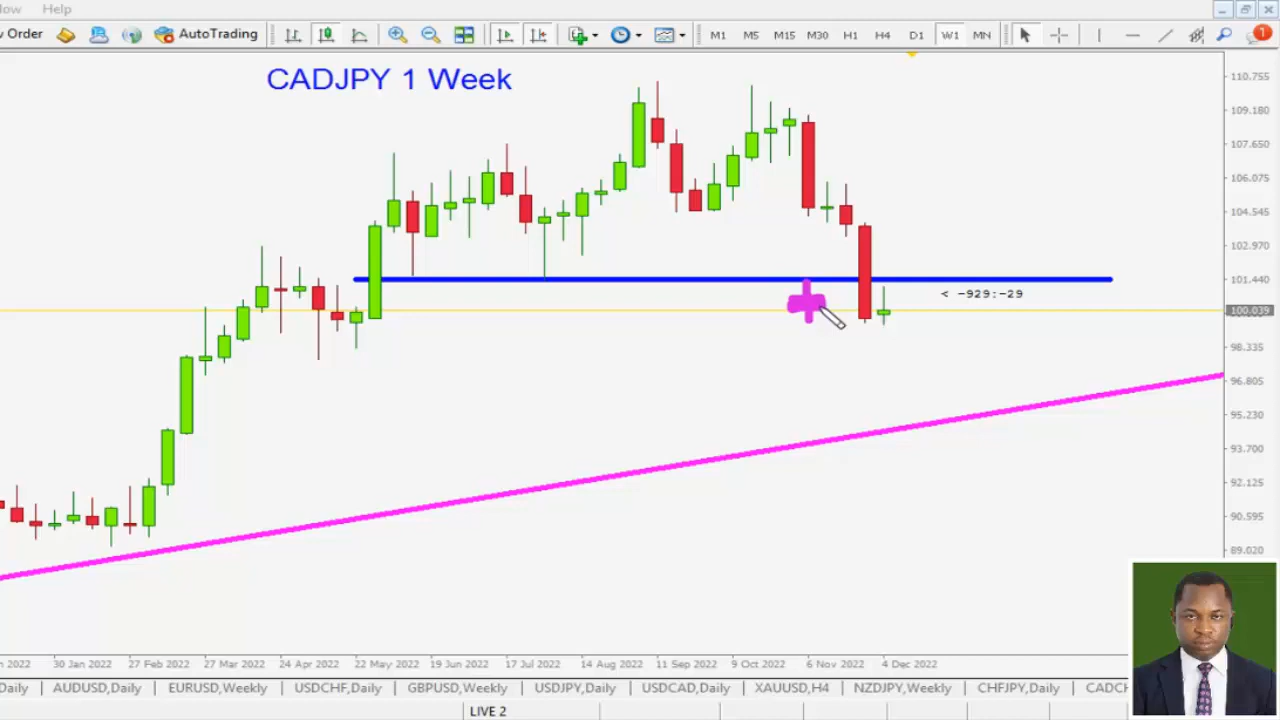 ow Help
w Order AutoTrading M1 M5 M15 M30 H1 H4 D1 W1 MN 1
CADJPY 1 Week
110.755
109.180
107.650
106.075
104.545
102.970
101.440
< -929:-29
100.039
98.335
96.805
95.230
93.700
92.125
90.595
89.020
n 2022 30 Jan 2022 27 Feb 2022 27 Mar 2022 24 Apr 2022 22 May 2022 19 Jun 2022 17 Jul 2022 14 Aug 2022 11 Sep 2022 9 Oct 2022 6 Nov 2022 4 Dec 2022
Daily AUDUSD,Daily EURUSD,Weekly USDCHF,Daily GBPUSD,Weekly USDJPY,Daily USDCAD,Daily XAUUSD,H4 NZDJPY,Weekly CHFJPY,Daily CADCH
LIVE 2